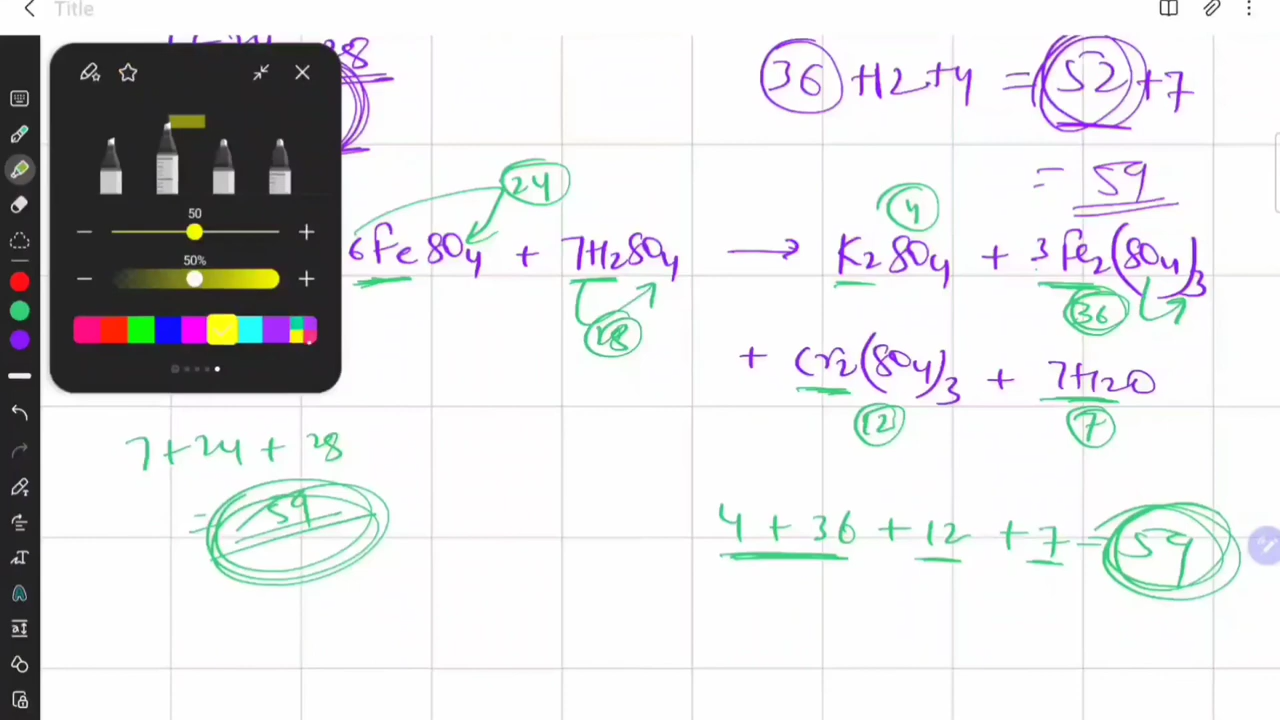 Title
38
36 +12+4 = 52 +7
= 59
24
4
6FeSO4 + 7H2SO4 → K2SO4 + 3Fe2(SO4)3
28
36
+ Cr2(SO4)3 + 7H2O
12
7
50
50%
7+24 + 28
= 59
4 + 36 + 12 + 7 = 59